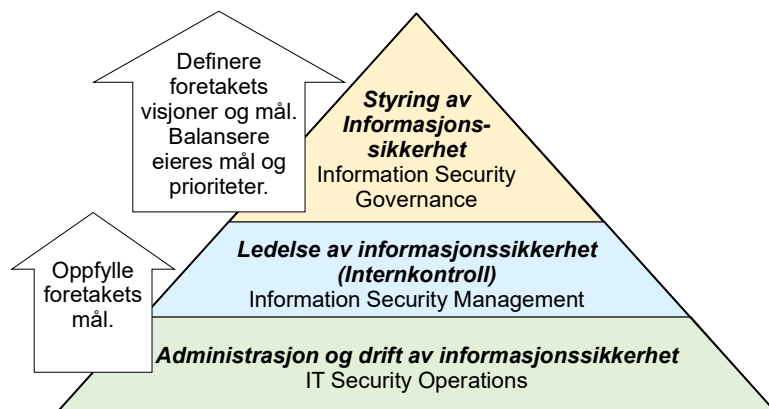 Definere
foretakets
visjoner og mål.
Balansere
eieres mål og
prioriteter.
Styring av
Informasjons-
sikkerhet
Information Security
Governance
Oppfylle
foretakets
mål.
Ledelse av informasjonssikkerhet
(Internkontroll)
Information Security Management
Administrasjon og drift av informasjonssikkerhet
IT Security Operations